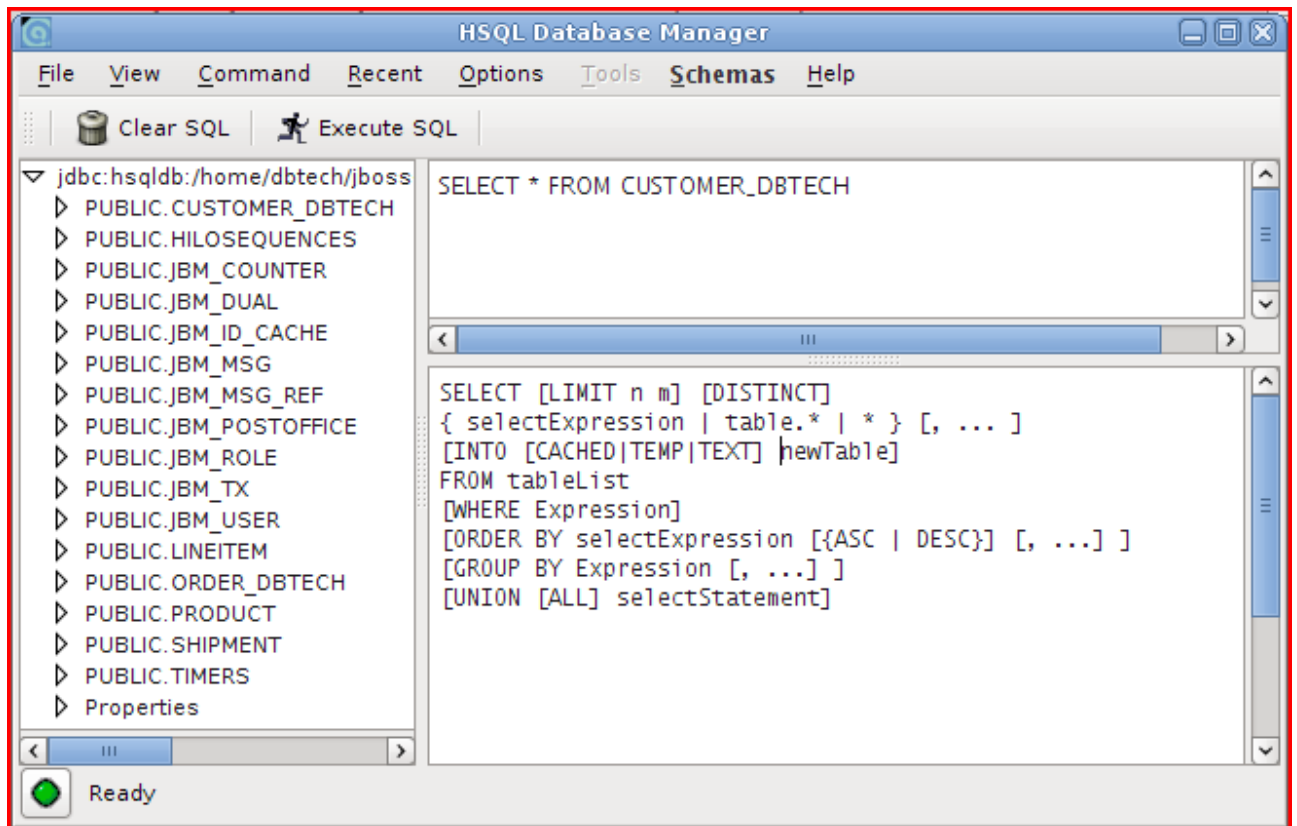 HSQL Database Manager
File View Command Recent Options Tools Schemas Help
Clear SQL Execute SQL
jdbc:hsqldb:/home/dbtech/jboss
PUBLIC.CUSTOMER_DBTECH
PUBLIC.HILOSEQUENCES
PUBLIC.JBM_COUNTER
PUBLIC.JBM_DUAL
PUBLIC.JBM_ID_CACHE
PUBLIC.JBM_MSG
PUBLIC.JBM_MSG_REF
PUBLIC.JBM_POSTOFFICE
PUBLIC.JBM_ROLE
PUBLIC.JBM_TX
PUBLIC.JBM_USER
PUBLIC.LINEITEM
PUBLIC.ORDER_DBTECH
PUBLIC.PRODUCT
PUBLIC.SHIPMENT
PUBLIC.TIMERS
Properties
SELECT * FROM CUSTOMER_DBTECH
SELECT [LIMIT n m] [DISTINCT]
{ selectExpression | table.* | * } [, ... ]
[INTO [CACHED|TEMP|TEXT] newTable]
FROM tableList
[WHERE Expression]
[ORDER BY selectExpression [{ASC | DESC}] [, ...] ]
[GROUP BY Expression [, ...] ]
[UNION [ALL] selectStatement]
Ready